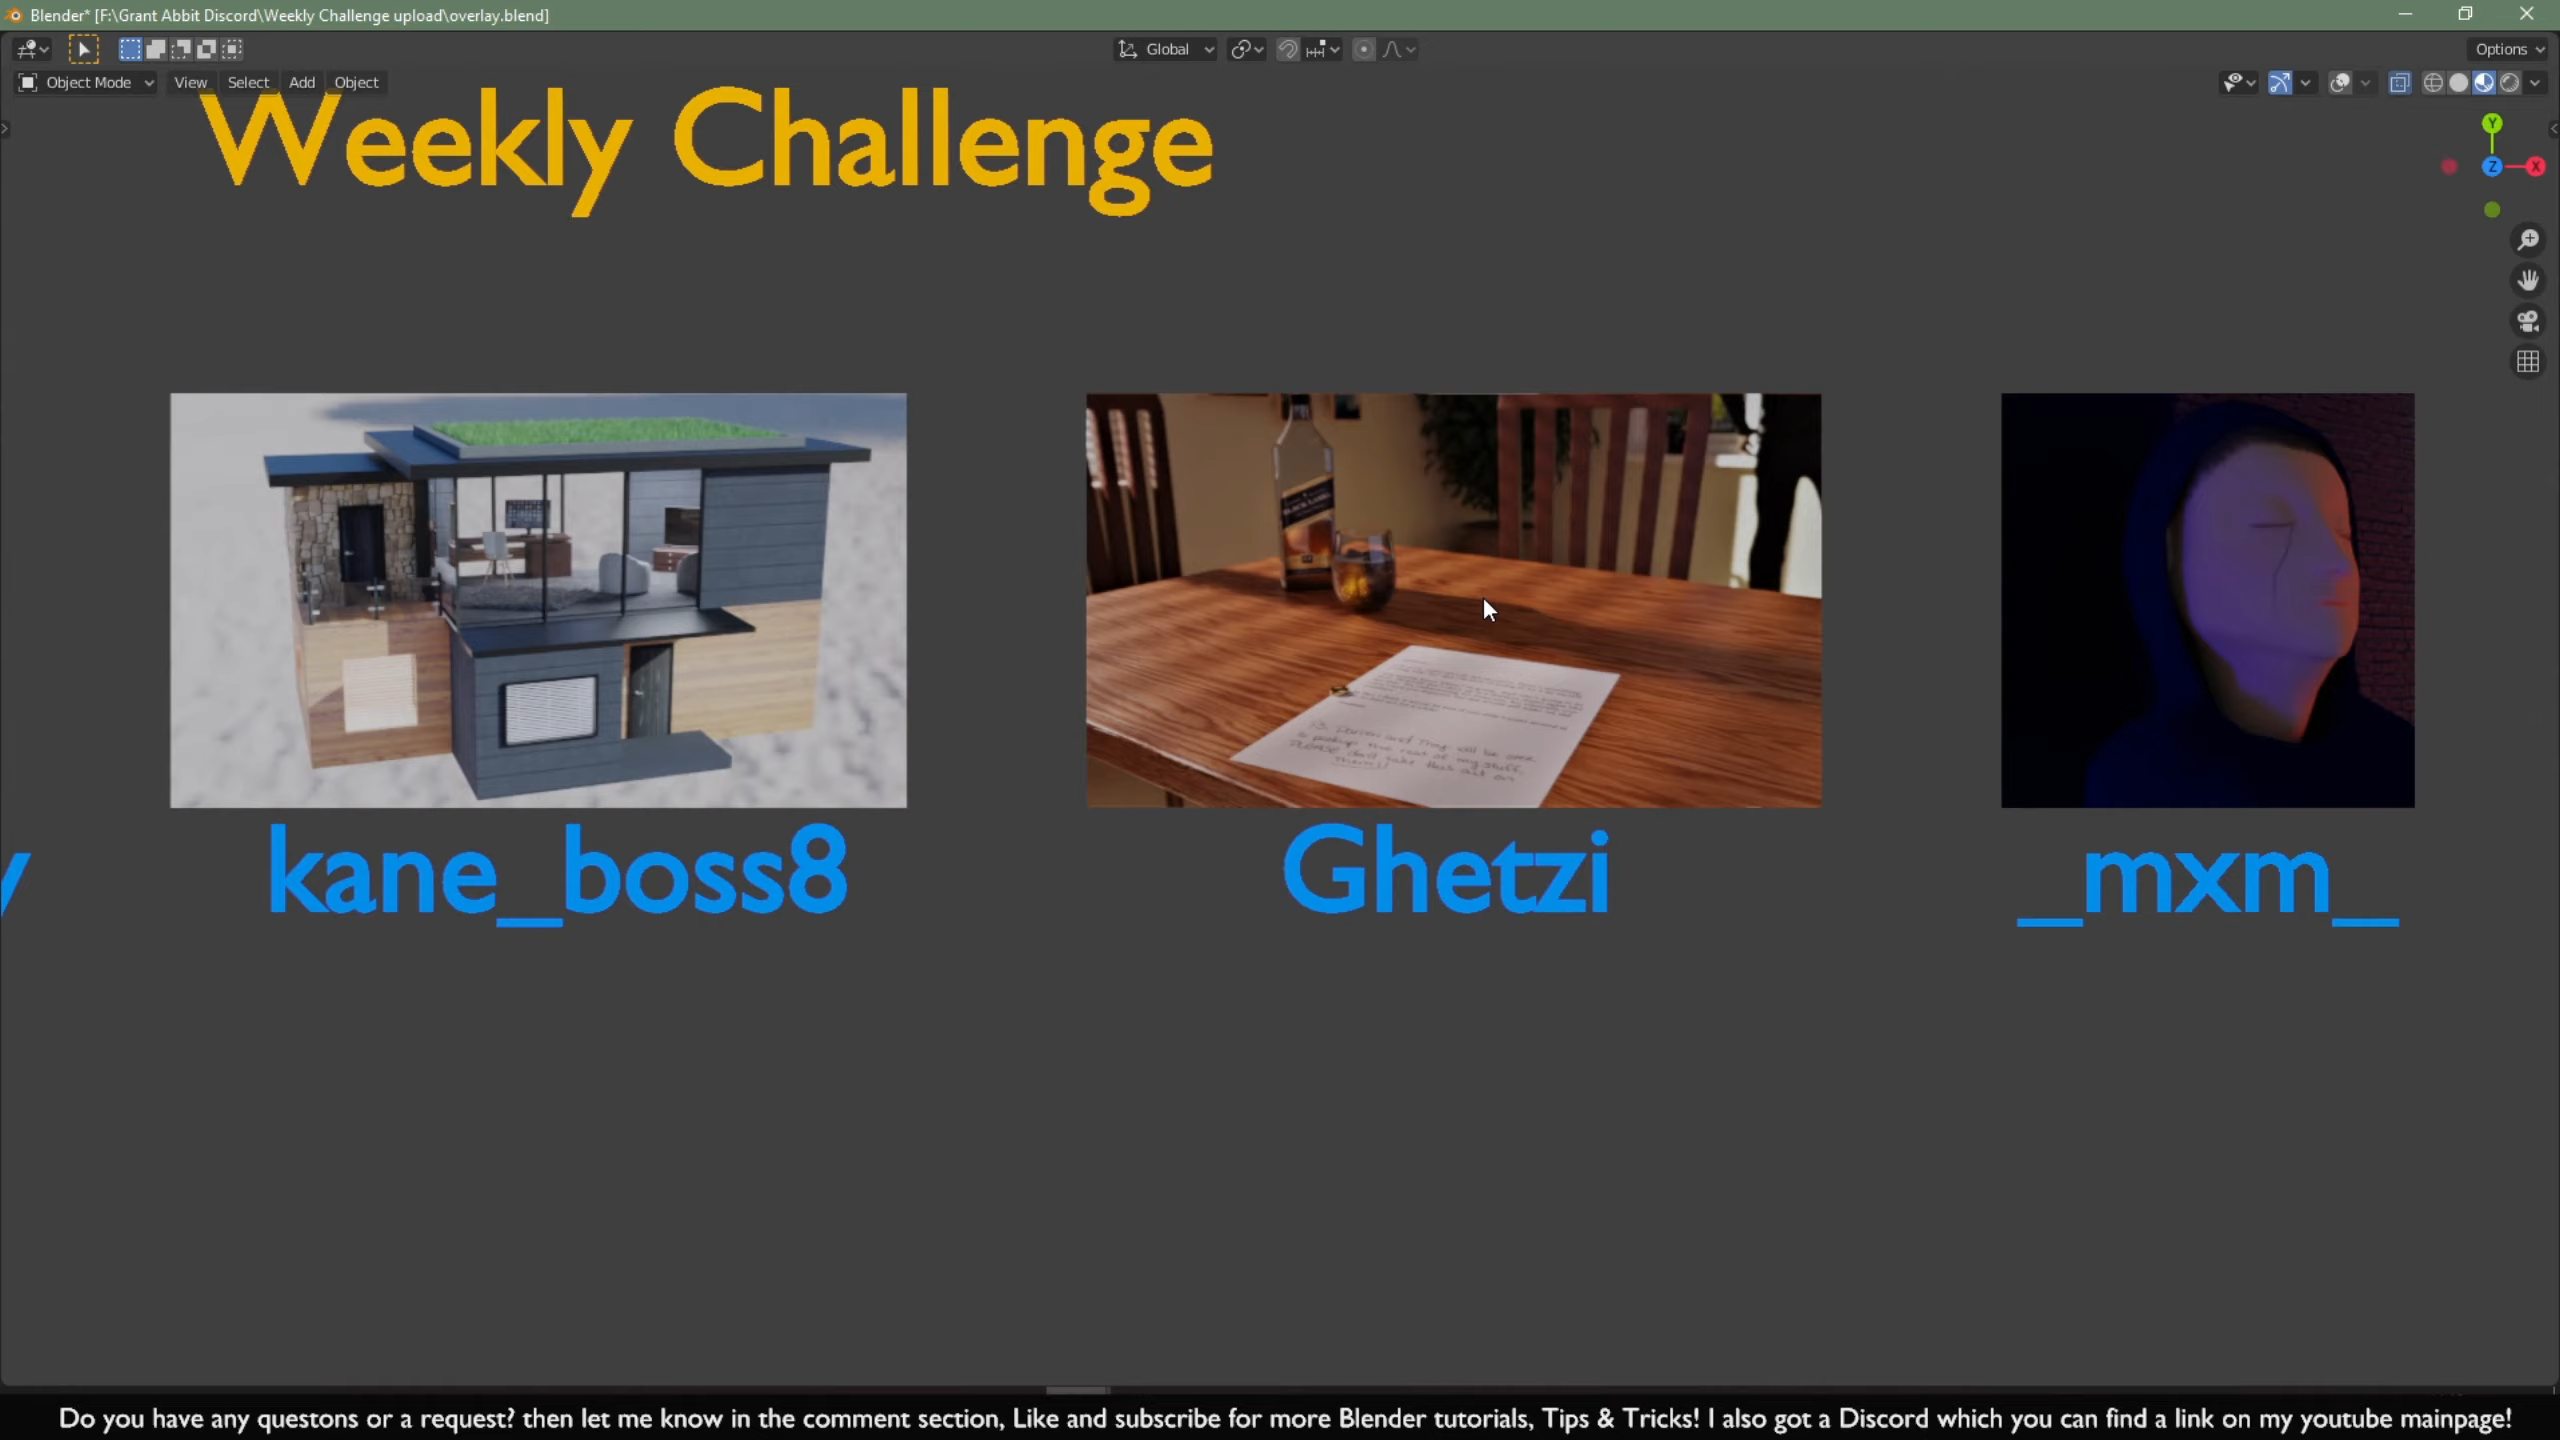 Blender* [F:\Grant Abbit Discord\Weekly Challenge upload\overlay.blend]
Global
Options
Object Mode View Select Add Object
Weekly Challenge
Y
Z X
BLACK LABEL
y kane_boss8 Ghetzi _mxm_
Do you have any questons or a request? then let me know in the comment section, Like and subscribe for more Blender tutorials, Tips & Tricks! I also got a Discord which you can find a link on my youtube mainpage!